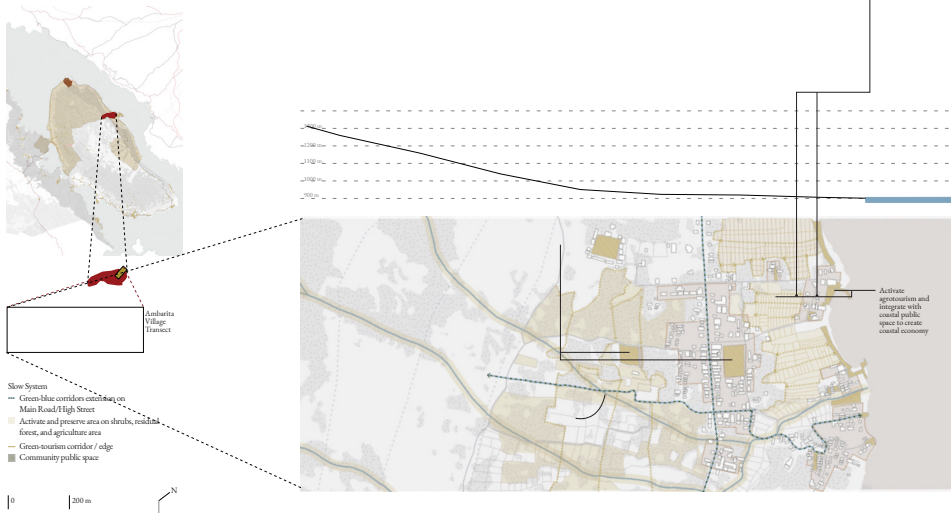 1200 m
1100 m
1000 m
900 m
Ambarita
Village
Transect
Activate
agrotourism and
integrate with
coastal public
space to create
coastal economy
Slow System
Green-blue corridors extension on
Main Road/High Street
Activate and preserve area on shrubs, residual
forest, and agriculture area
Green-tourism corridor / edge
Community public space
0
200 m
N